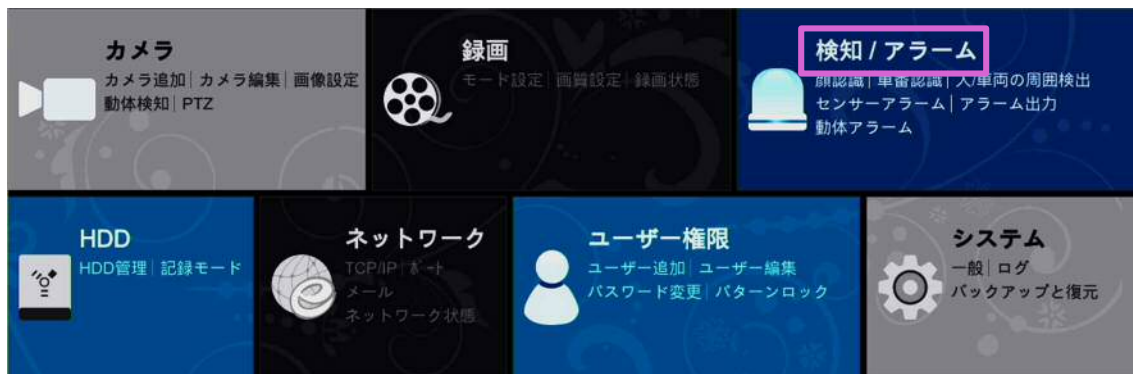 カメラ
カメラ追加| カメラ編集| 画像設定
動体検知| PTZ
録画
モード設定| 画質設定| 録画状態
検知 / アラーム
顔認識| 車番認識| 人/車両の周囲検出
センサーアラーム| アラーム出力
動体アラーム
HDD
HDD管理| 記録モード
ネットワーク
TCP/IP| ポート
メール
ネットワーク状態
ユーザー権限
ユーザー追加| ユーザー編集
パスワード変更| パターンロック
システム
一般| ログ
バックアップと復元